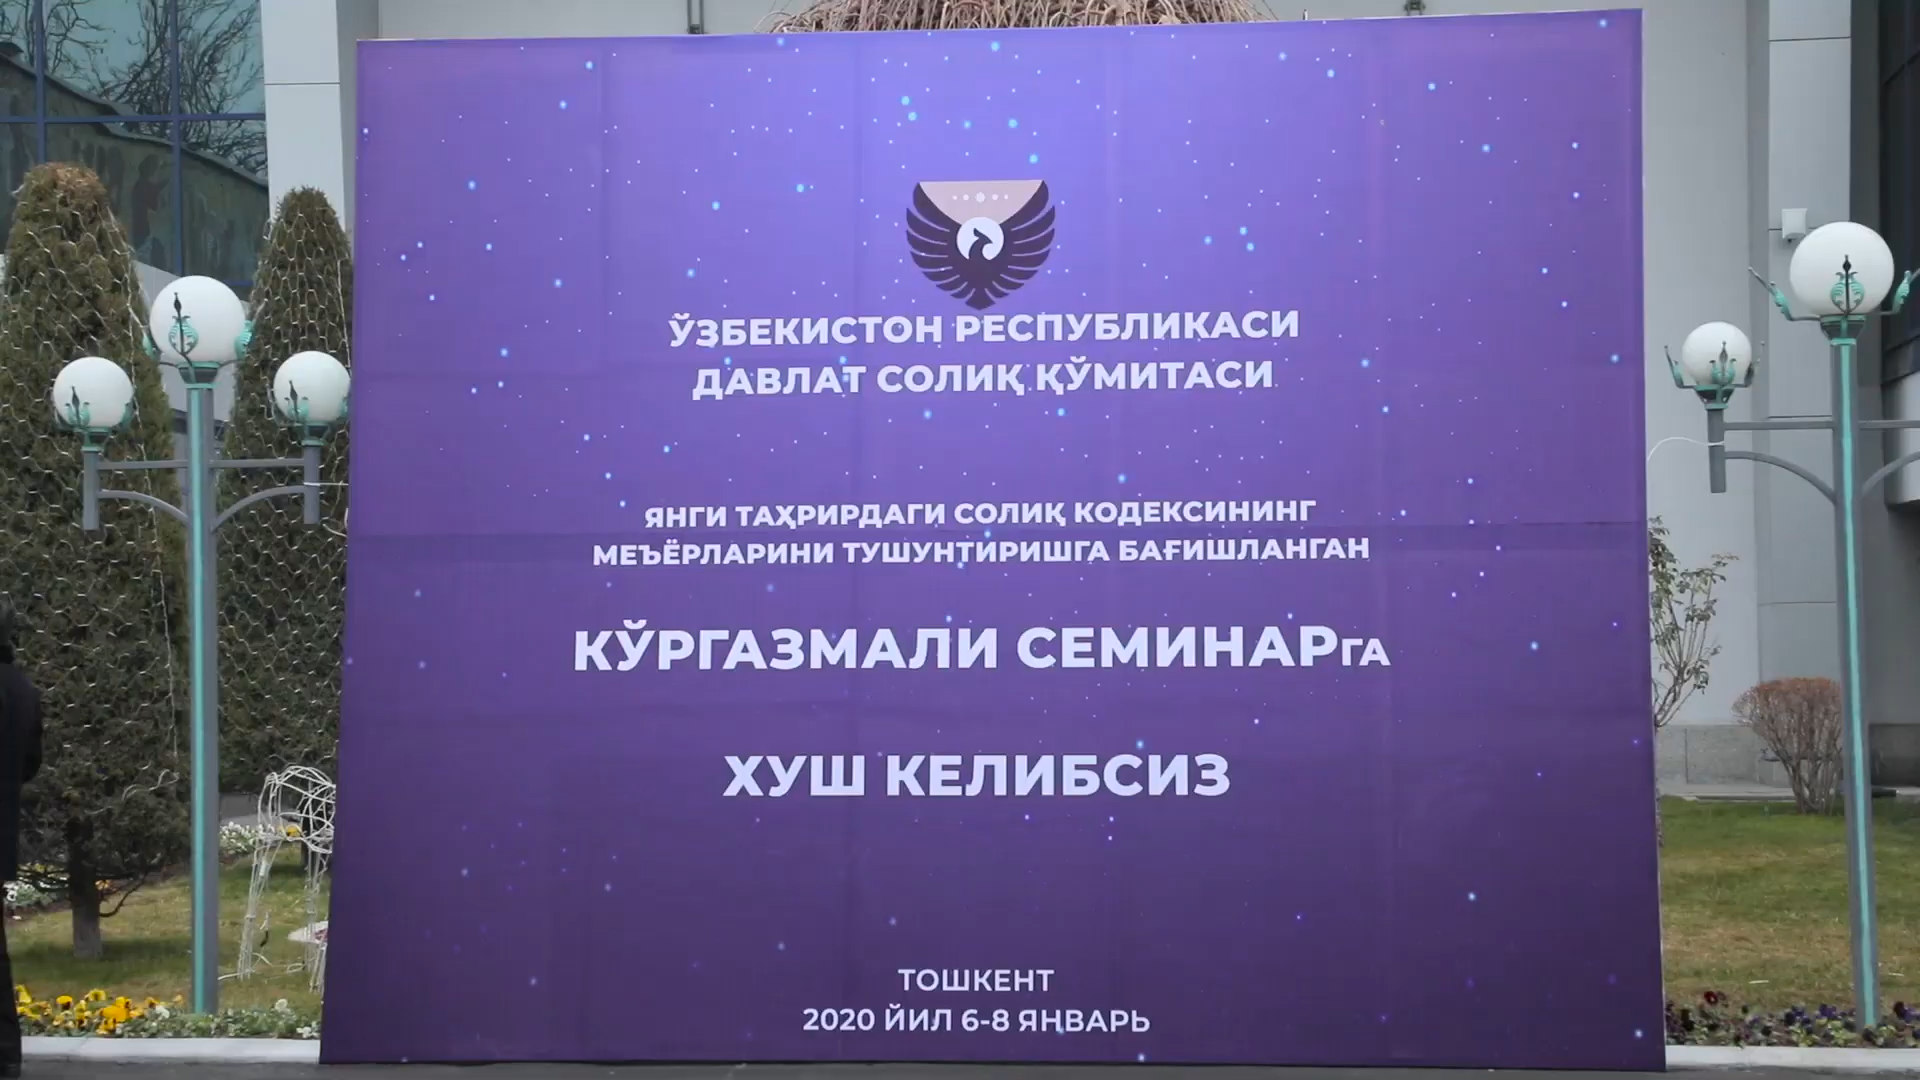 ЎЗБЕКИСТОН РЕСПУБЛИКАСИ
ДАВЛАТ СОЛИҚ ҚЎМИТАСИ
ЯНГИ ТАҲРИРДАГИ СОЛИҚ КОДЕКСИНИНГ
МЕЪЁРЛАРИНИ ТУШУНТИРИШГА БАҒИШЛАНГАН
КЎРГАЗМАЛИ СЕМИНАРГА
ХУШ КЕЛИБСИЗ
ТОШКЕНТ
2020 ЙИЛ 6-8 ЯНВАРЬ